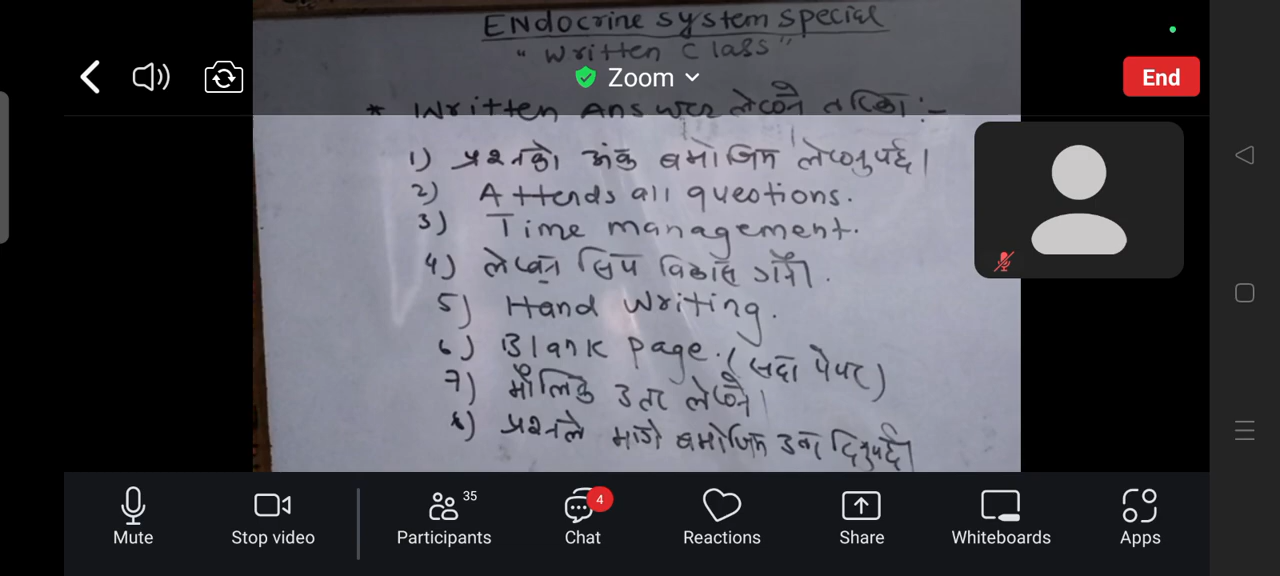 ENdocrine system special
"Written Class"
Zoom
End
* Written Answer लेख्ने तरिका :-
1) प्रश्नको अंक बमोजिम लेख्नुपर्छ।
2) Attends all questions.
3) Time management.
4) लेखन सिप विकास गर्ने।
5) Hand Writing.
6) Blank page. (सदा पेपर)
7) मौलिक उत्तर लेख्ने।
8) प्रश्नले मागे बमोजिम उत्तर दिनुपर्छ।
35
4
Mute
Stop video
Participants
Chat
Reactions
Share
Whiteboards
Apps